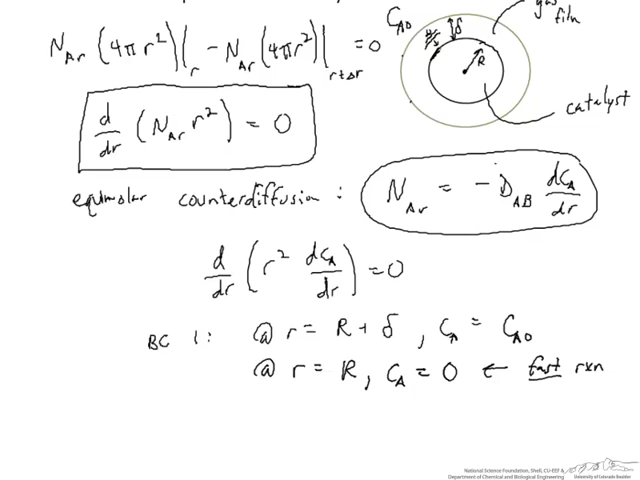 gas
film
C_A0
δ
R
catalyst
N_Ar (4πr²)|_r − N_Ar (4πr²)|_r+Δr = 0
d/dr (N_Ar r²) = 0
equimolar counterdiffusion : N_Ar = − D_AB dC_A/dr
d/dr (r² dC_A/dr) = 0
BC 1: @ r = R + δ , C_A = C_A0
@ r = R, C_A = 0 ← fast rxn
National Science Foundation, Shell, CU-EEF &
Department of Chemical and Biological Engineering
University of Colorado Boulder